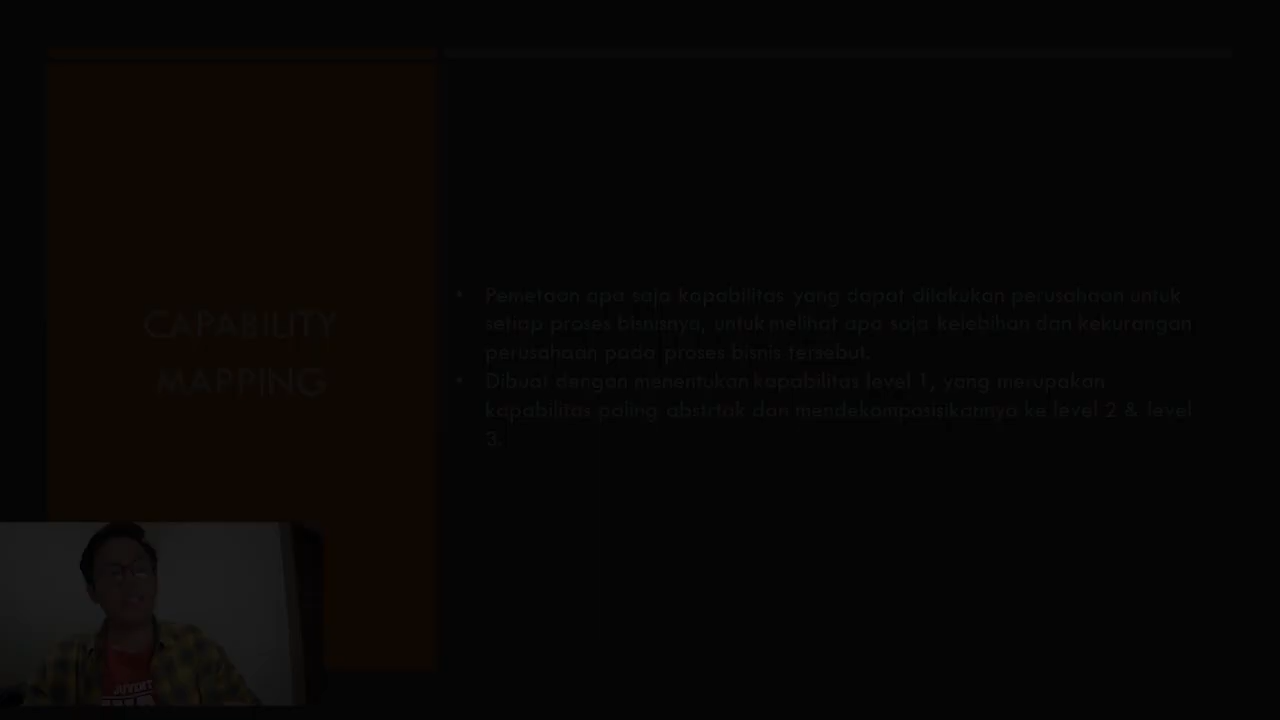 CAPABILITY
MAPPING
• Pemetaan apa saja kapabilitas yang dapat dilakukan perusahaan untuk
setiap proses bisnisnya, untuk melihat apa saja kelebihan dan kekurangan
perusahaan pada proses bisnis tersebut.
• Dibuat dengan menentukan kapabilitas level 1, yang merupakan
kapabilitas paling abstrtak dan mendekomposisikannya ke level 2 & level
3.